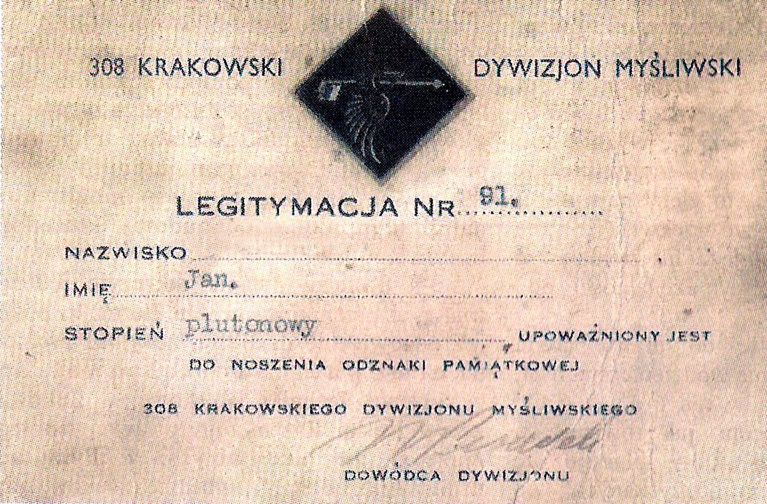 308 KRAKOWSKI DYWIZJON MYŚLIWSKI
LEGITYMACJA NR 91.
NAZWISKO
IMIĘ Jan.
STOPIEŃ plutonowy UPOWAŻNIONY JEST
DO NOSZENIA ODZNAKI PAMIĄTKOWEJ
308 KRAKOWSKIEGO DYWIZJONU MYŚLIWSKIEGO
DOWÓDCA DYWIZJONU